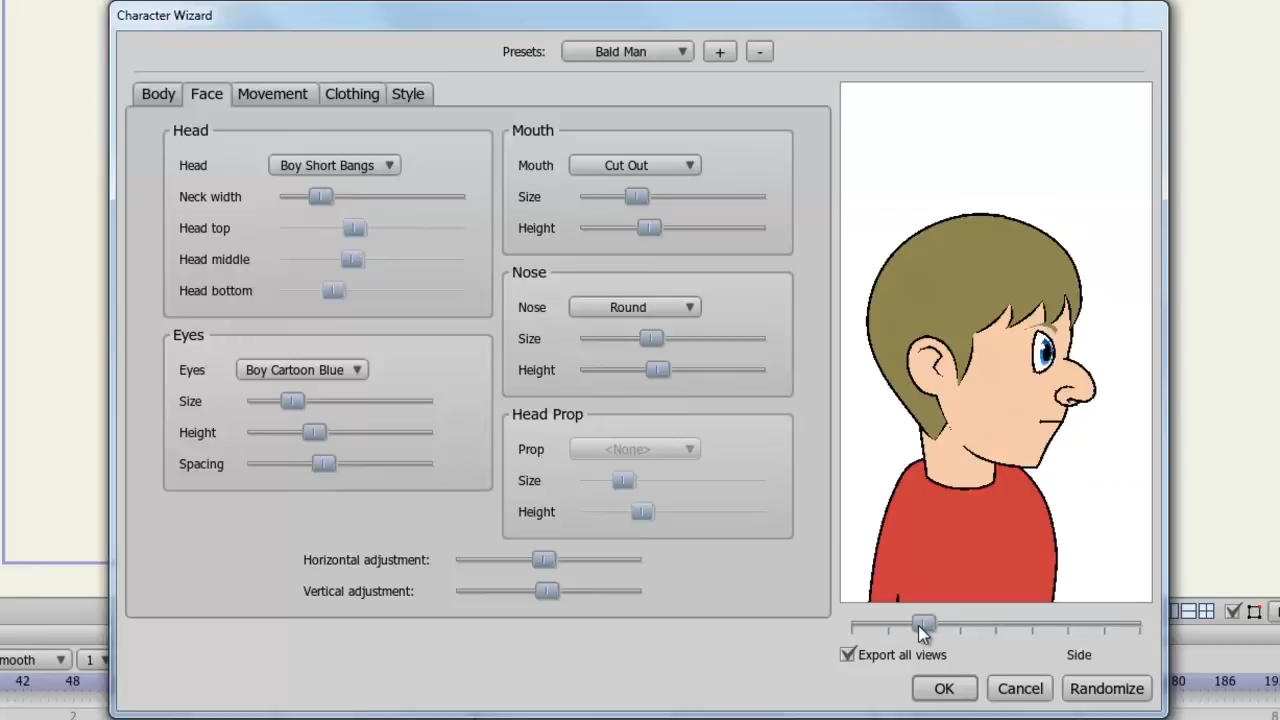 Character Wizard
Presets: Bald Man + -
Body Face Movement Clothing Style
Head
Head Boy Short Bangs
Neck width
Head top
Head middle
Head bottom
Eyes
Eyes Boy Cartoon Blue
Size
Height
Spacing
Mouth
Mouth Cut Out
Size
Height
Nose
Nose Round
Size
Height
Head Prop
Prop <None>
Size
Height
Horizontal adjustment:
Vertical adjustment:
Export all views Side
OK Cancel Randomize
mooth 1
42 48 80 186 19
2